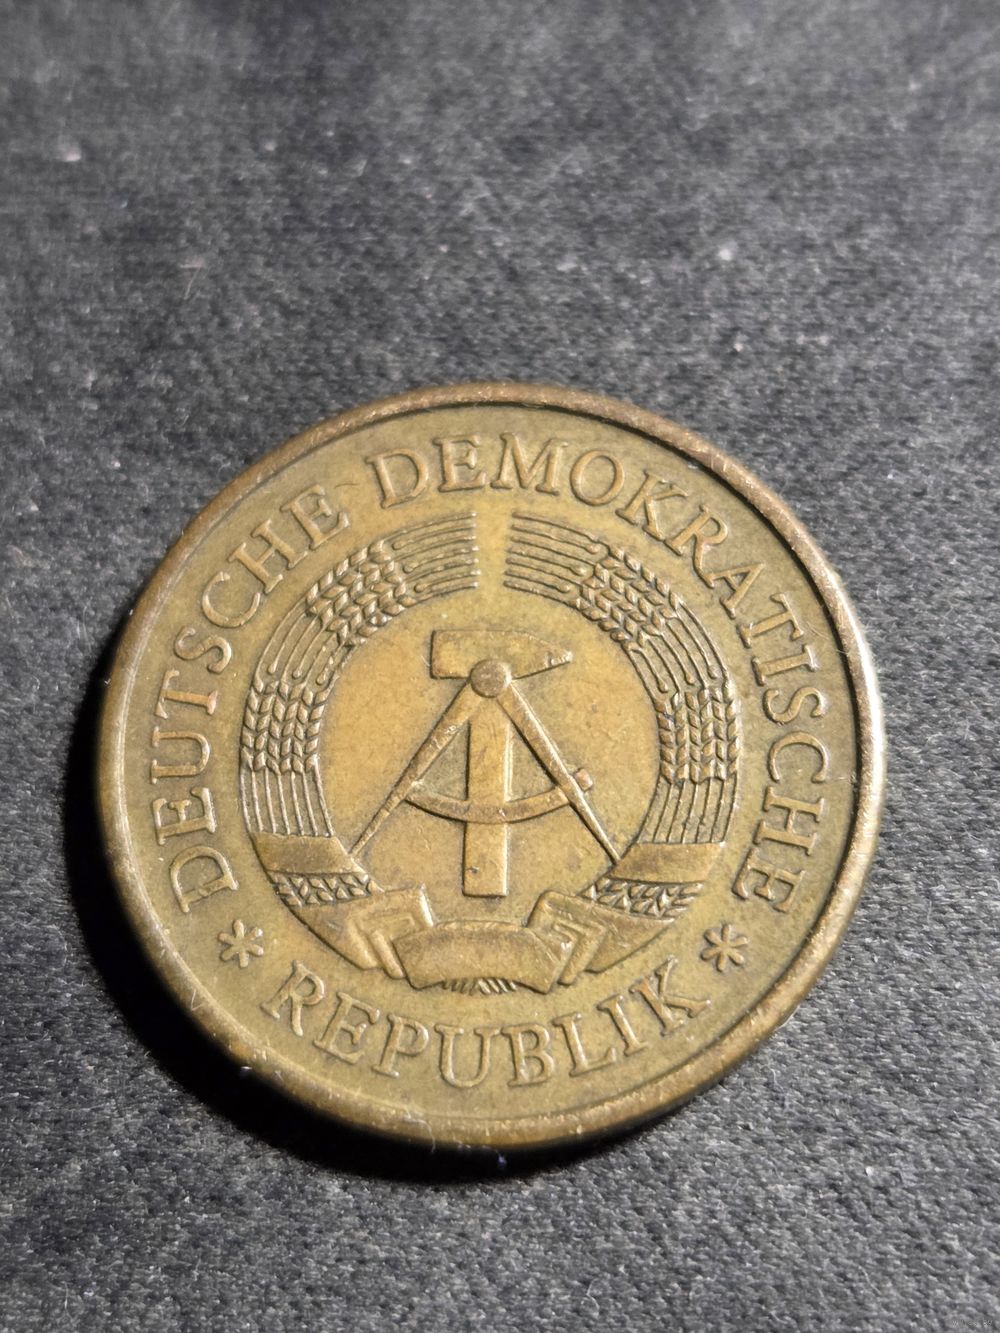 DEUTSCHE DEMOKRATISCHE
* REPUBLIK *